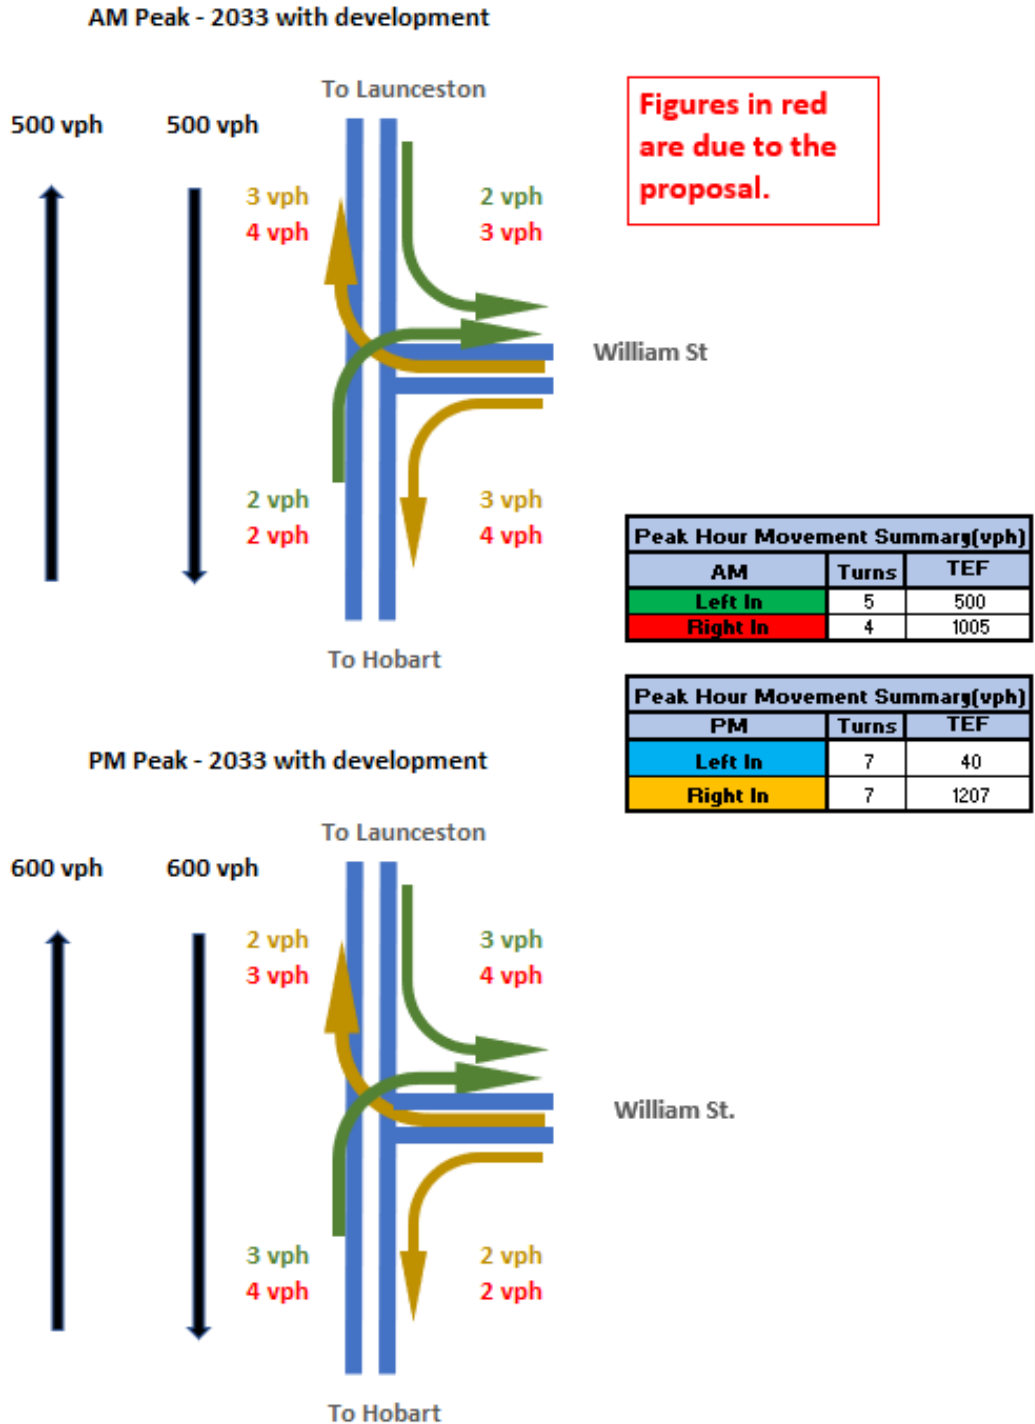 AM Peak - 2033 with development
To Launceston
500 vph 500 vph
Figures in red
are due to the
proposal.
3 vph 2 vph
4 vph 3 vph
William St
2 vph 3 vph
2 vph 4 vph
To Hobart
Peak Hour Movement Summary(vph)
AM Turns TEF
Left In 5 500
Right In 4 1005
Peak Hour Movement Summary(vph)
PM Turns TEF
Left In 7 40
Right In 7 1207
PM Peak - 2033 with development
To Launceston
600 vph 600 vph
2 vph 3 vph
3 vph 4 vph
William St.
3 vph 2 vph
4 vph 2 vph
To Hobart